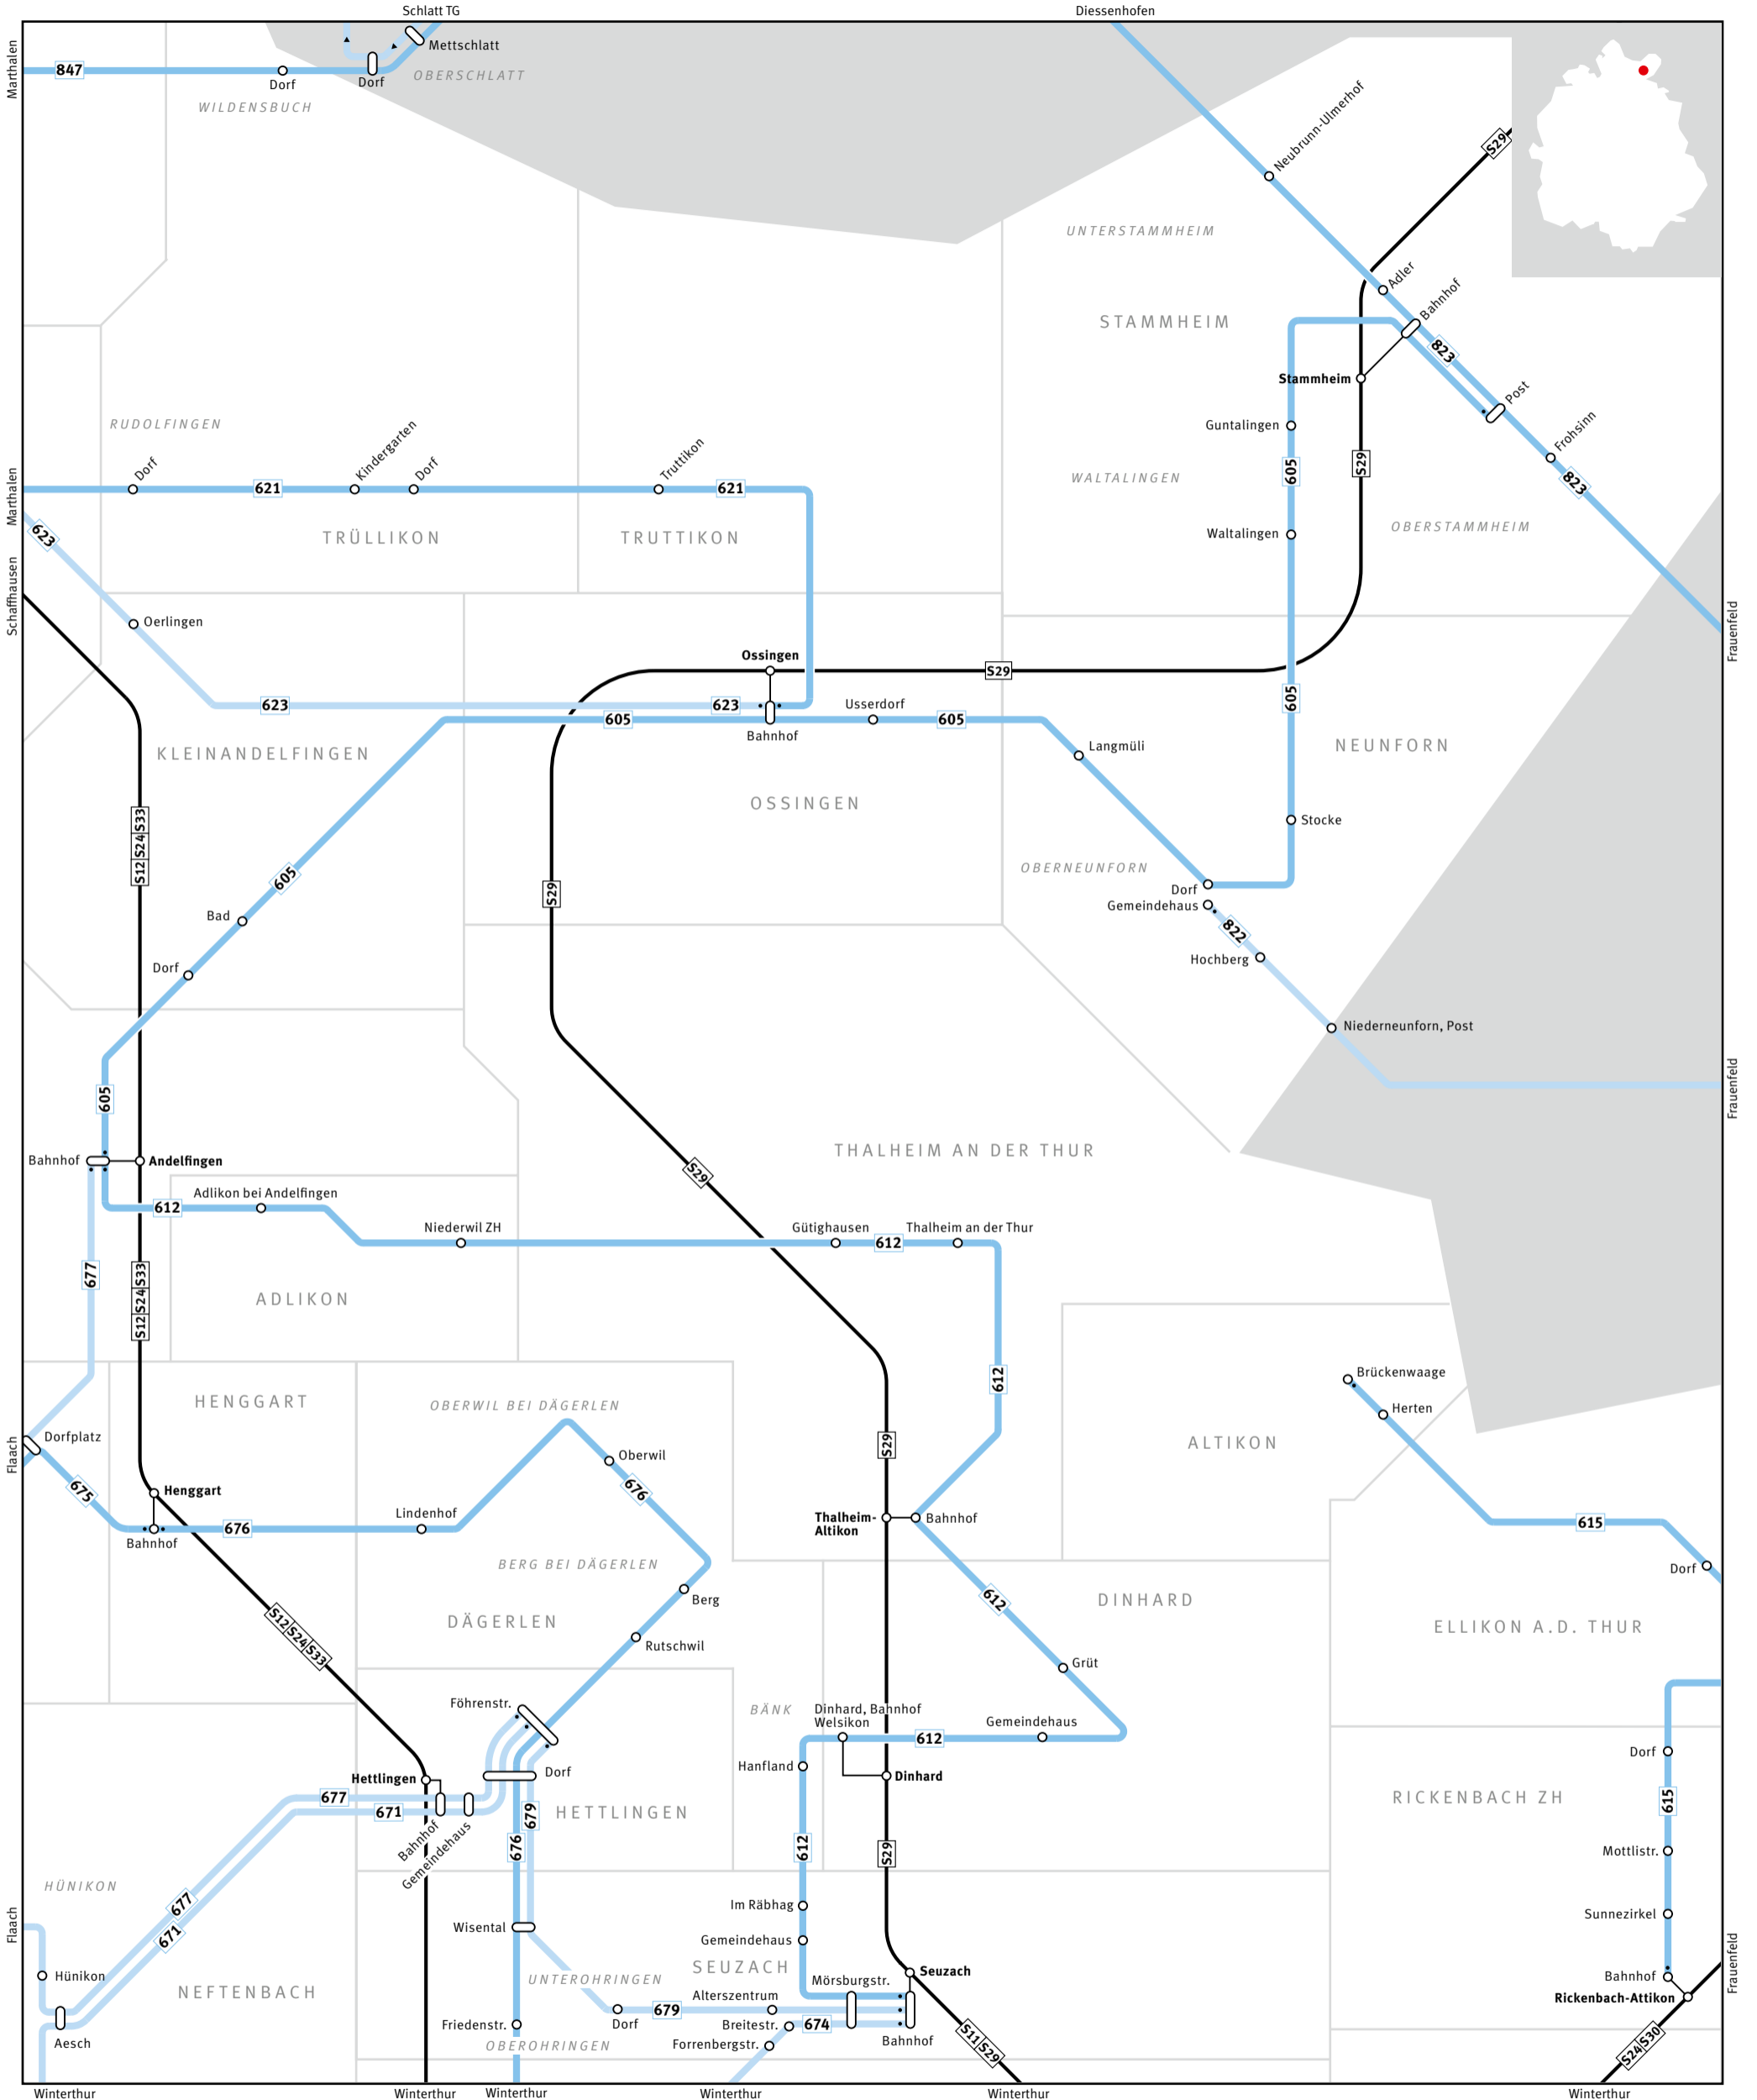 Schlatt TG
Diessenhofen
Marthalen
847
Dorf
Dorf
Mettschlatt
OBERSCHLATT
WILDENSBUCH
Neubrunn-Ulmerhof
S29
UNTERSTAMMHEIM
Adler
Bahnhof
STAMMHEIM
823
Stammheim
Post
Guntalingen
Frohsinn
RUDOLFINGEN
Kindergarten
Dorf
Dorf
Truttikon
605
S29
WALTALINGEN
823
Marthalen
621
621
623
TRÜLLIKON
TRUTTIKON
Waltalingen
OBERSTAMMHEIM
Schaffhausen
Oerlingen
Frauenfeld
Ossingen
S29
623
623
Usserdorf
605
605
605
Bahnhof
Langmüli
NEUNFORN
KLEINANDELFINGEN
OSSINGEN
S12 S24 S33
Stocke
605
S29
OBERNEUNFORN
Dorf
Gemeindehaus
Bad
822
Hochberg
Dorf
Niederneunforn, Post
605
Frauenfeld
THALHEIM AN DER THUR
Bahnhof
Andelfingen
S29
Adlikon bei Andelfingen
612
Niederwil ZH
Gütighausen
Thalheim an der Thur
612
677
S12 S24 S33
ADLIKON
612
Brückenwaage
HENGGART
OBERWIL BEI DÄGERLEN
Herten
Flaach
Dorfplatz
S29
ALTIKON
Oberwil
675
Henggart
676
Lindenhof
Thalheim-
Altikon
Bahnhof
676
615
Bahnhof
BERG BEI DÄGERLEN
Dorf
Berg
612
DINHARD
DÄGERLEN
ELLIKON A.D. THUR
S12 S24 S33
Rutschwil
Grüt
Föhrenstr.
BÄNK
Dinhard, Bahnhof
Welsikon
Gemeindehaus
612
Dorf
Hanfland
Hettlingen
Dorf
Dinhard
677
671
679
HETTLINGEN
RICKENBACH ZH
615
Bahnhof
Gemeindehaus
676
612
S29
Mottlistr.
HÜNIKON
677
Im Räbhag
Sunnezirkel
Flaach
671
Wisental
Gemeindehaus
Frauenfeld
Hünikon
UNTEROHRINGEN
SEUZACH
Seuzach
Bahnhof
NEFTENBACH
Mörsburgstr.
Alterszentrum
Rickenbach-Attikon
679
Dorf
Friedenstr.
Breitestr.
674
Aesch
OBEROHRINGEN
Forrenbergstr.
Bahnhof
S11 S29
S24 S30
Winterthur
Winterthur
Winterthur
Winterthur
Winterthur
Winterthur